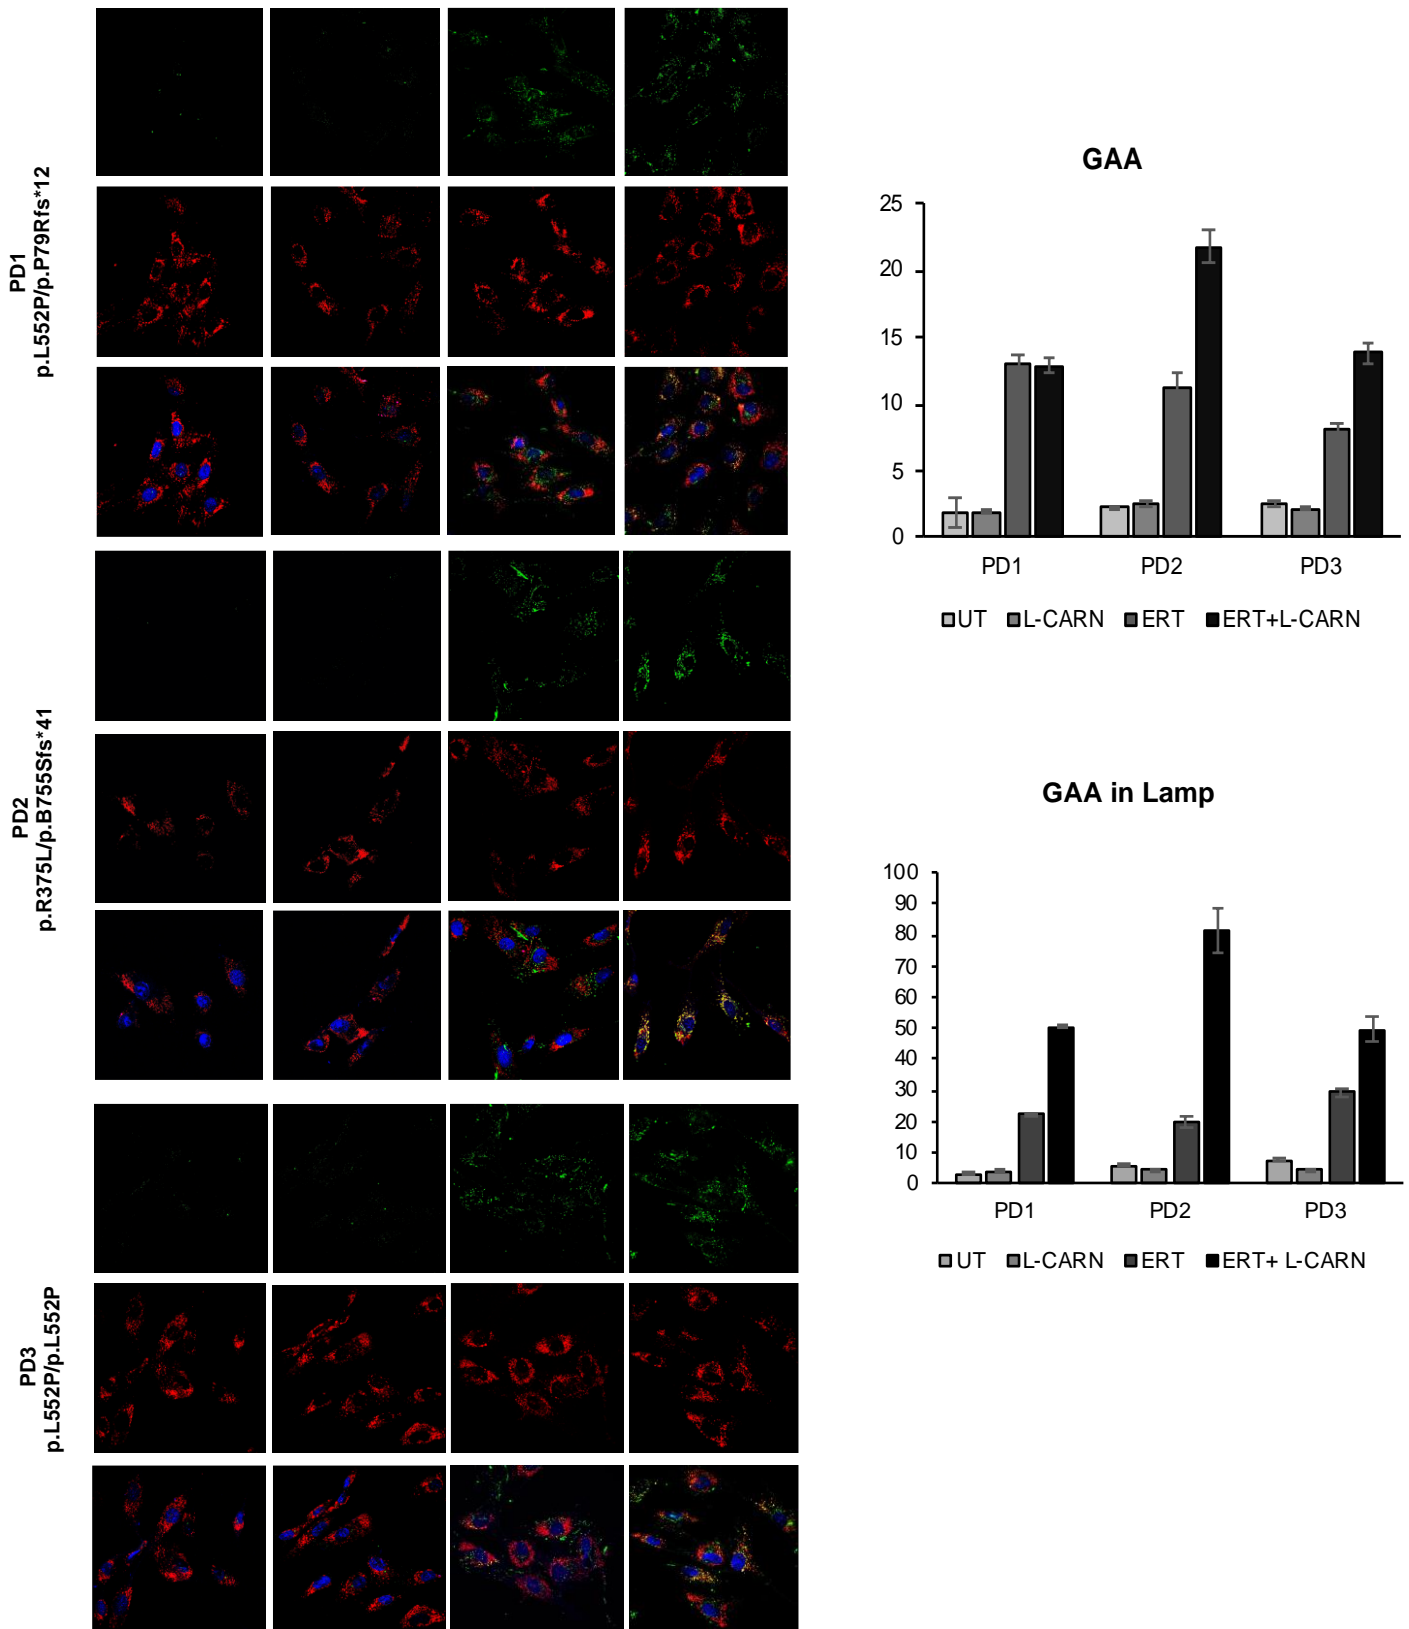 PD1
p.L552P/p.P79Rfs*12
PD2
p.R375L/p.B755Sfs*41
PD3
p.L552P/p.L552P
GAA
25
20
15
10
5
0
PD1 PD2 PD3
UT L-CARN ERT ERT+L-CARN
GAA in Lamp
100
90
80
70
60
50
40
30
20
10
0
PD1 PD2 PD3
UT L-CARN ERT ERT+ L-CARN